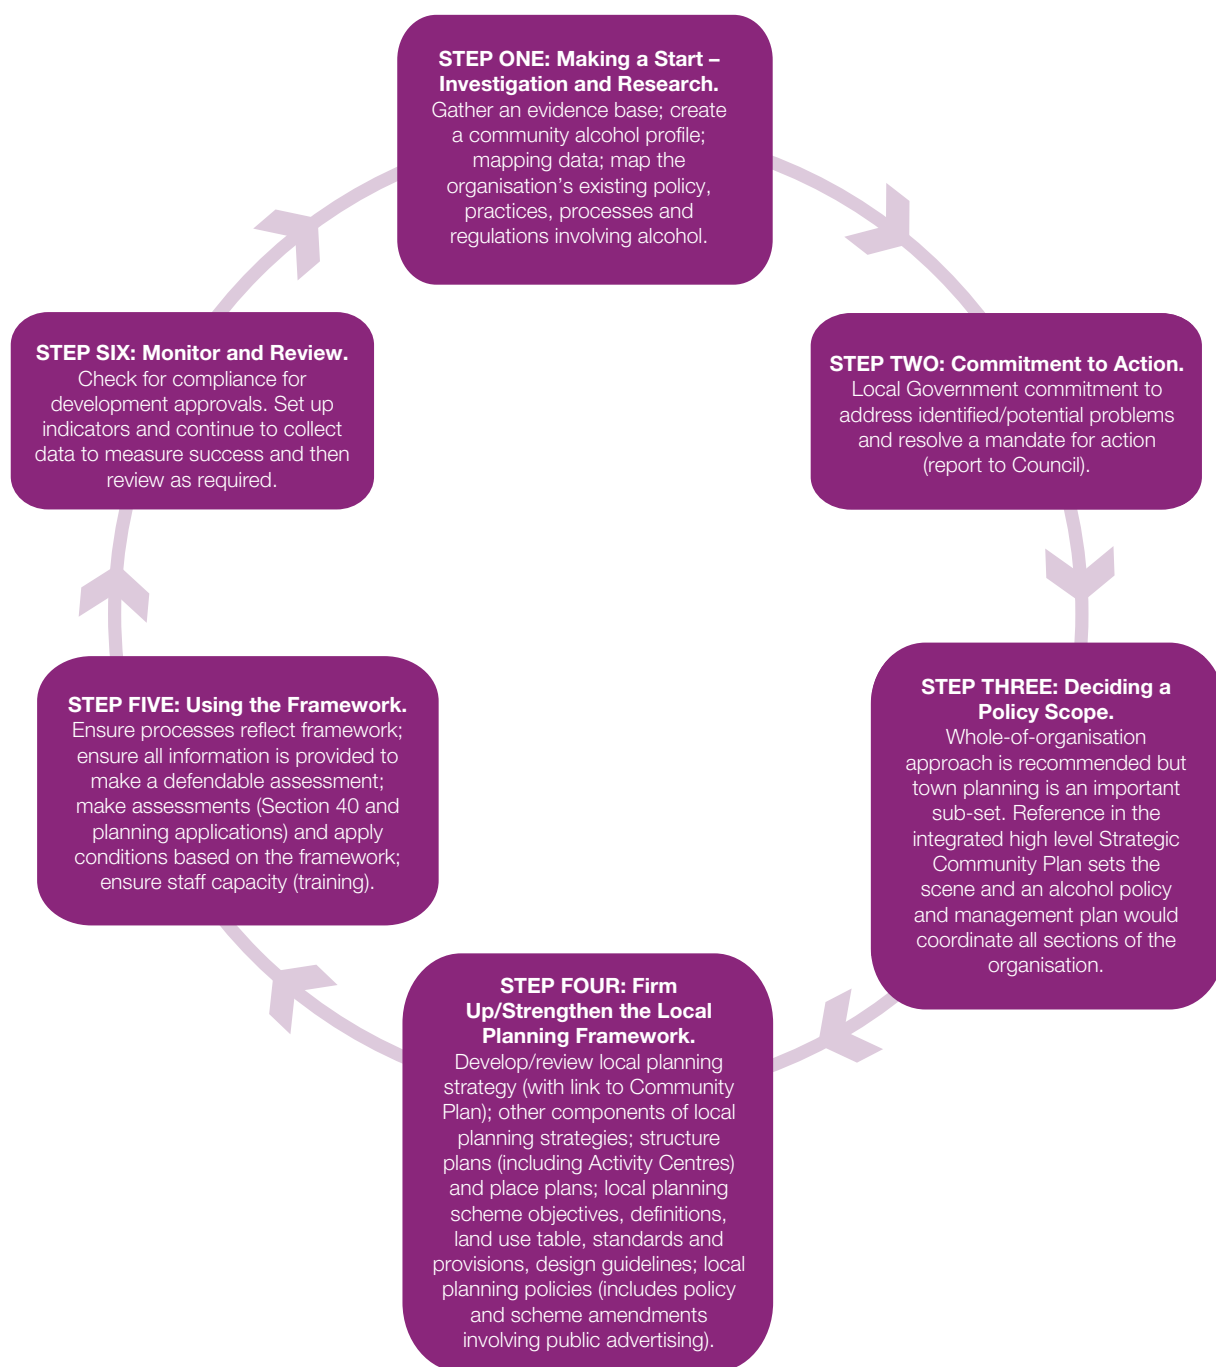 STEP ONE: Making a Start –
Investigation and Research.
Gather an evidence base; create
a community alcohol profile;
mapping data; map the
organisation’s existing policy,
practices, processes and
regulations involving alcohol.
STEP TWO: Commitment to Action.
Local Government commitment to
address identified/potential problems
and resolve a mandate for action
(report to Council).
STEP THREE: Deciding a
Policy Scope.
Whole-of-organisation
approach is recommended but
town planning is an important
sub-set. Reference in the
integrated high level Strategic
Community Plan sets the
scene and an alcohol policy
and management plan would
coordinate all sections of the
organisation.
STEP FOUR: Firm
Up/Strengthen the Local
Planning Framework.
Develop/review local planning
strategy (with link to Community
Plan); other components of local
planning strategies; structure
plans (including Activity Centres)
and place plans; local planning
scheme objectives, definitions,
land use table, standards and
provisions, design guidelines; local
planning policies (includes policy
and scheme amendments
involving public advertising).
STEP FIVE: Using the Framework.
Ensure processes reflect framework;
ensure all information is provided to
make a defendable assessment;
make assessments (Section 40 and
planning applications) and apply
conditions based on the framework;
ensure staff capacity (training).
STEP SIX: Monitor and Review.
Check for compliance for
development approvals. Set up
indicators and continue to collect
data to measure success and then
review as required.